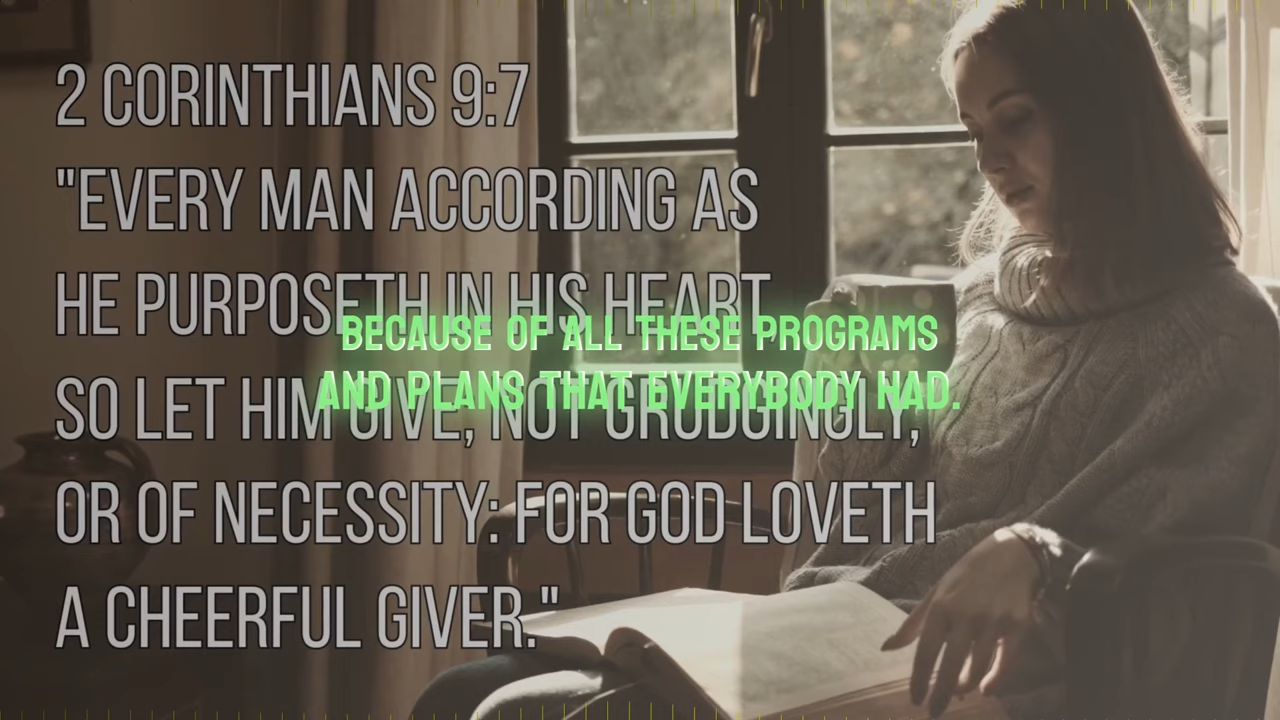 2 CORINTHIANS 9:7
"EVERY MAN ACCORDING AS
HE PURPOSETH IN HIS HEART,
SO LET HIM GIVE, NOT GRUDGINGLY,
OR OF NECESSITY: FOR GOD LOVETH
A CHEERFUL GIVER."
BECAUSE OF ALL THESE PROGRAMS
AND PLANS THAT EVERYBODY HAD.